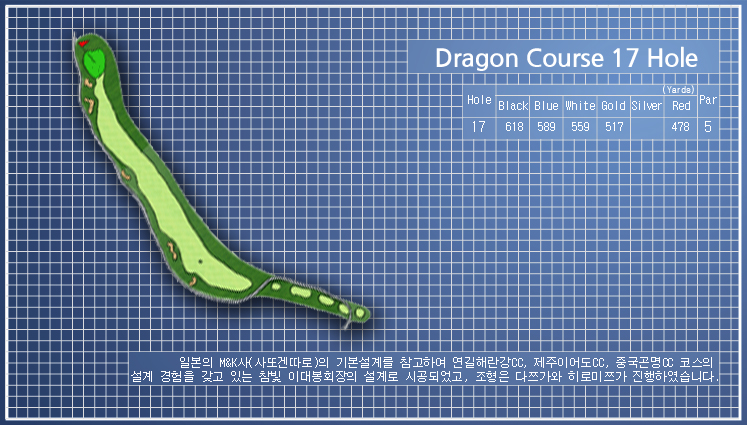 Dragon Course 17 Hole
(Yards)
Hole Black Blue White Gold Silver Red Par
17 618 589 559 517 478 5
일본의 M&K사(사또겐따로)의 기본설계를 참고하여 연길해란강CC, 제주이어도CC, 중국곤명CC 코스의
설계 경험을 갖고 있는 참빛 이대봉회장의 설계로 시공되었고, 조형은 다쯔가와 히로미쯔가 진행하였습니다.